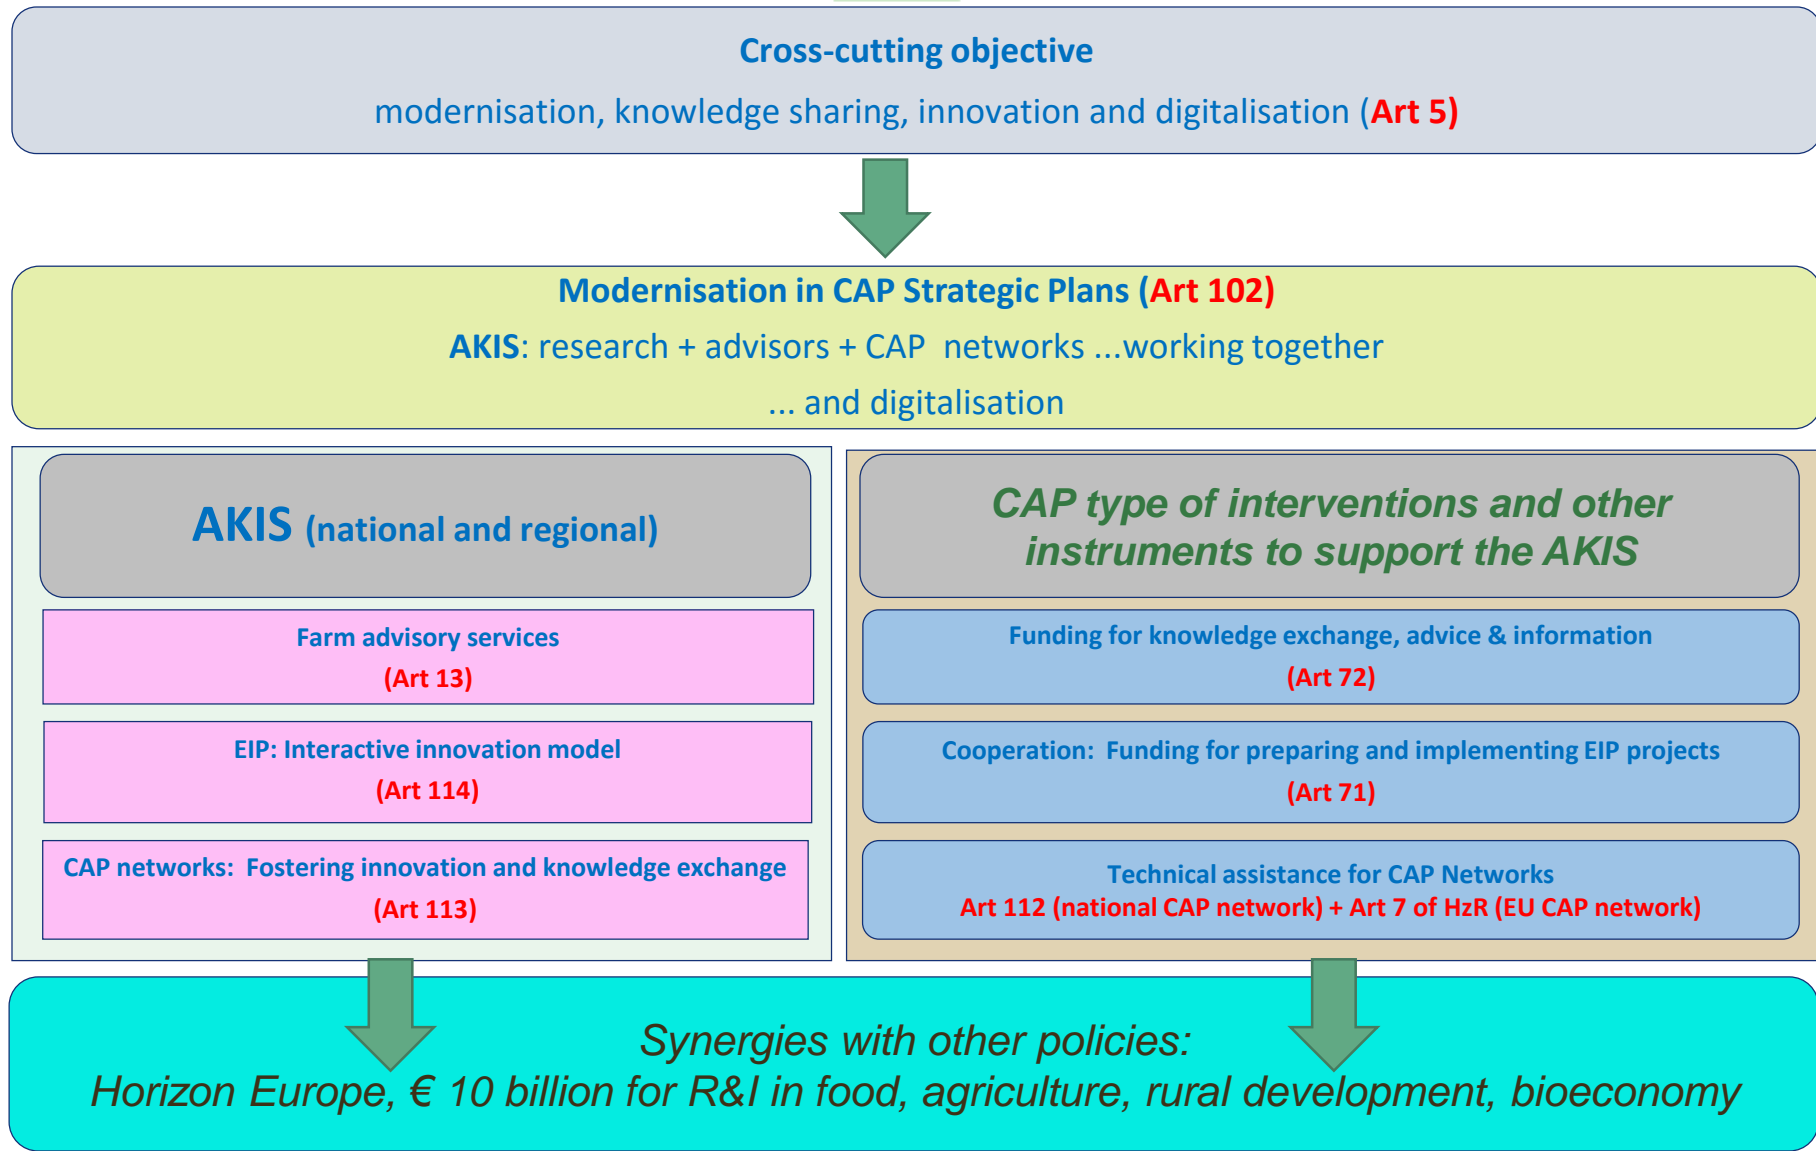 Cross-cutting objective
modernisation, knowledge sharing, innovation and digitalisation (Art 5)
Modernisation in CAP Strategic Plans (Art 102)
AKIS: research + advisors + CAP networks ...working together
... and digitalisation
AKIS (national and regional)
Farm advisory services
(Art 13)
EIP: Interactive innovation model
(Art 114)
CAP networks: Fostering innovation and knowledge exchange
(Art 113)
CAP type of interventions and other
instruments to support the AKIS
Funding for knowledge exchange, advice & information
(Art 72)
Cooperation: Funding for preparing and implementing EIP projects
(Art 71)
Technical assistance for CAP Networks
Art 112 (national CAP network) + Art 7 of HzR (EU CAP network)
Synergies with other policies:
Horizon Europe, € 10 billion for R&I in food, agriculture, rural development, bioeconomy